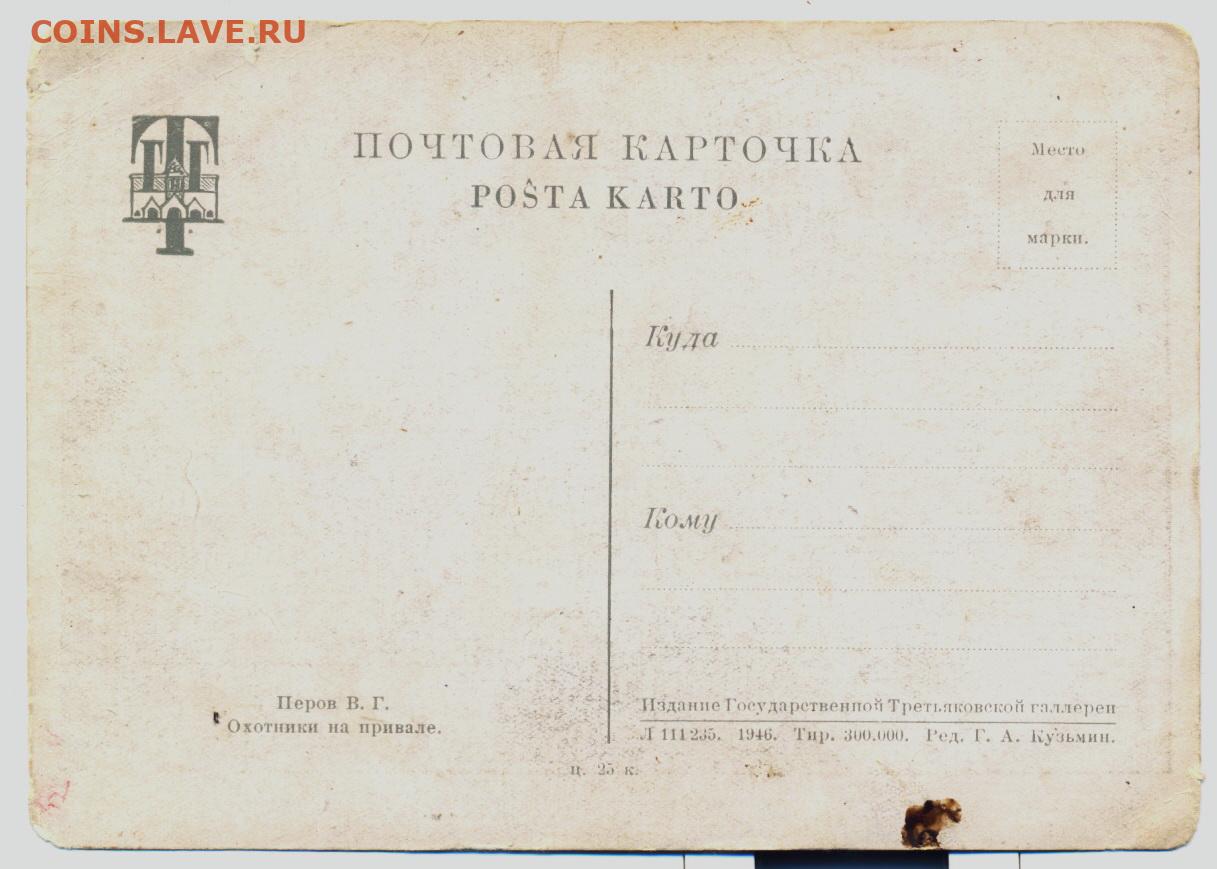 COINS.LAVE.RU
ПОЧТОВАЯ КАРТОЧКА
POŜTA KARTO
Место
для
марки.
Куда
Кому
Перов В. Г.
Охотники на привале.
Издание Государственной Третьяковской галлереи
Л 111235. 1946. Тир. 300.000. Ред. Г. А. Кузьмин.
ц. 25 к.